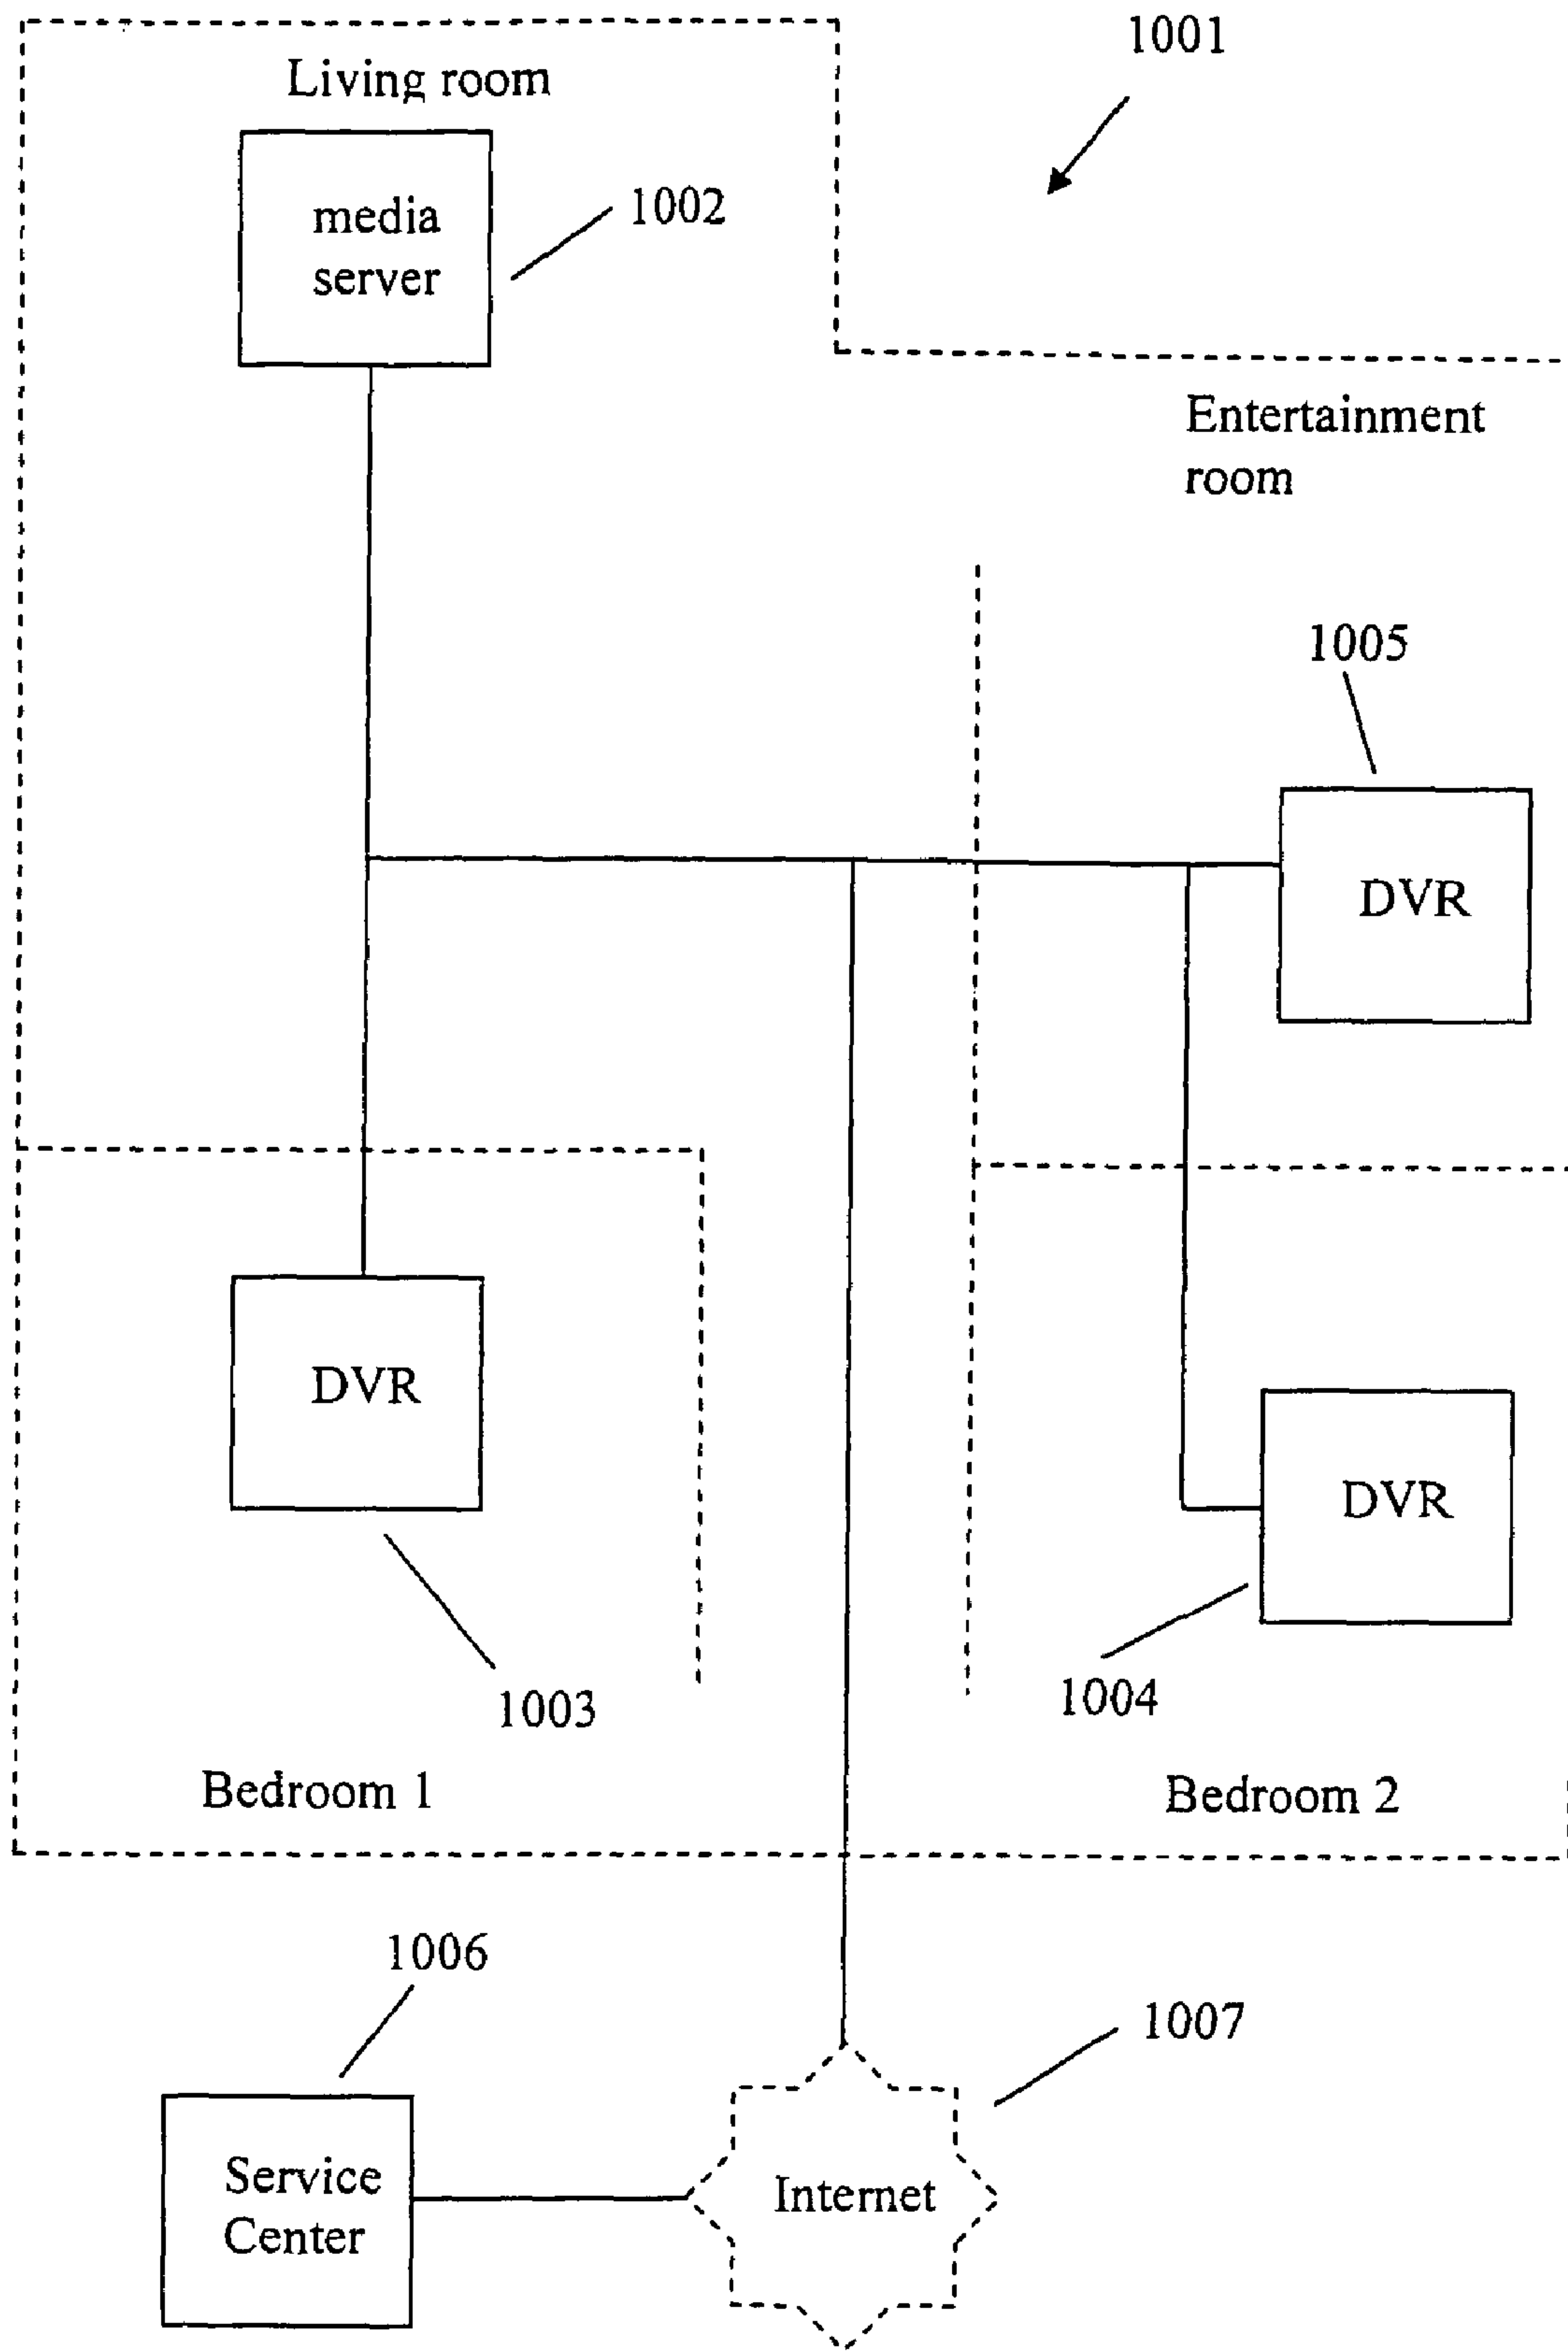 1001
Living room
media
server
1002
Entertainment
room
1005
DVR
DVR
DVR
1003
1004
Bedroom 1
Bedroom 2
1006
1007
Service
Center
Internet